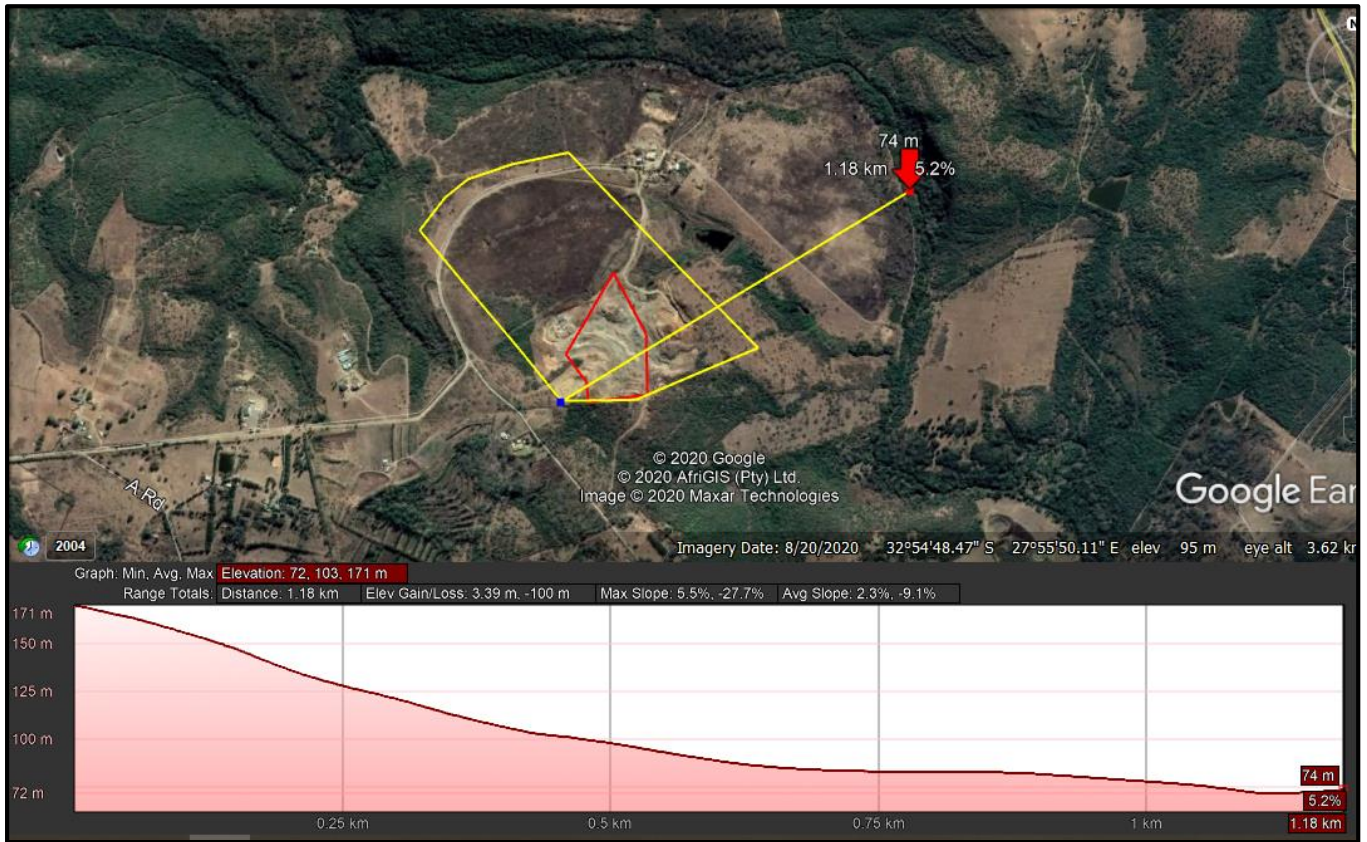 N
74 m
1.18 km 5.2%
A Rd
© 2020 Google
© 2020 AfriGIS (Pty) Ltd.
Image © 2020 Maxar Technologies
Google Ear
2004
Imagery Date: 8/20/2020 32°54'48.47" S 27°55'50.11" E elev 95 m eye alt 3.62 kr
Graph: Min, Avg, Max Elevation: 72, 103, 171 m
Range Totals: Distance: 1.18 km Elev Gain/Loss: 3.39 m, -100 m Max Slope: 5.5%, -27.7% Avg Slope: 2.3%, -9.1%
171 m
150 m
125 m
100 m
74 m
72 m
5.2%
0.25 km 0.5 km 0.75 km 1 km 1.18 km